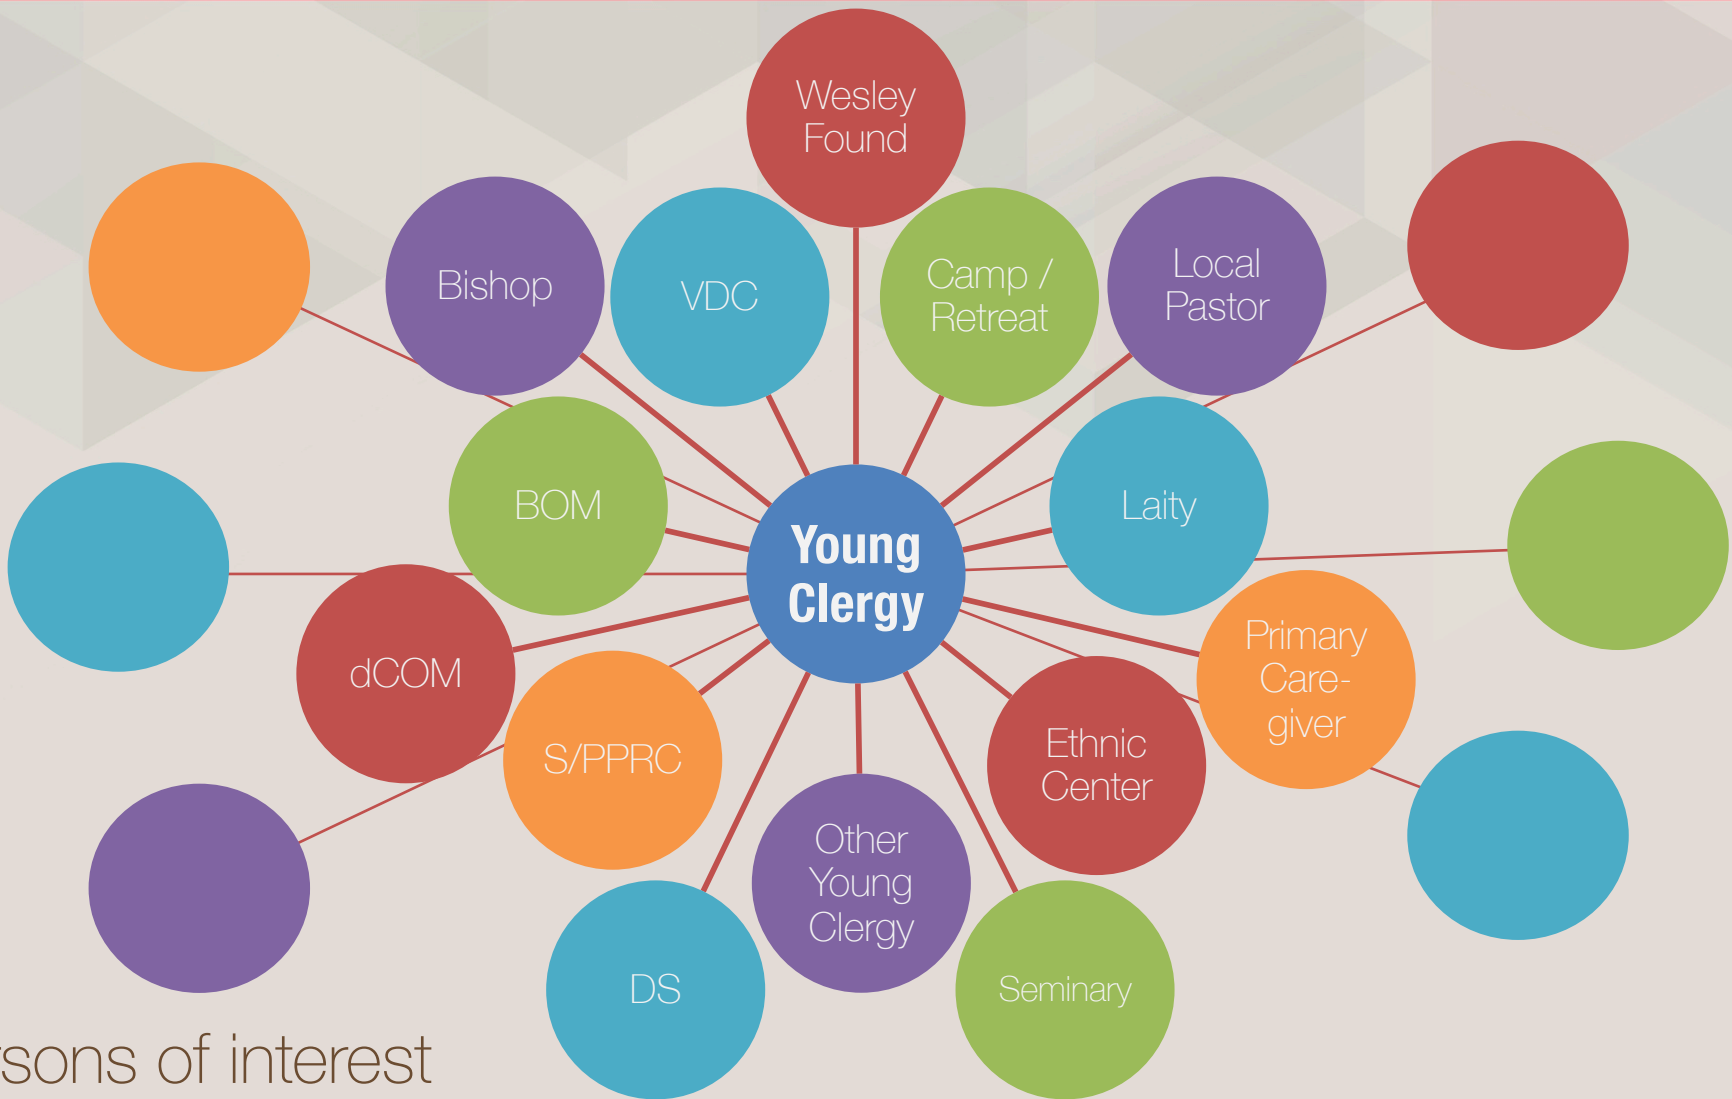 Wesley
Found
Bishop
VDC
Camp /
Retreat
Local
Pastor
BOM
Laity
Young
Clergy
dCOM
S/PPRC
Primary
Care-
giver
Ethnic
Center
Other
Young
Clergy
DS
Seminary
sons of interest